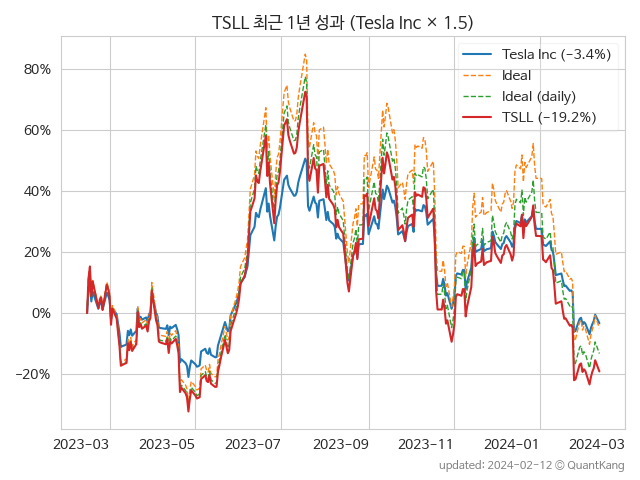 TSLL 최근 1년 성과 (Tesla Inc × 1.5)
Tesla Inc (−3.4%)
Ideal
Ideal (daily)
TSLL (−19.2%)
80%
60%
40%
20%
0%
−20%
2023-03 2023-05 2023-07 2023-09 2023-11 2024-01 2024-03
updated: 2024-02-12 © QuantKang